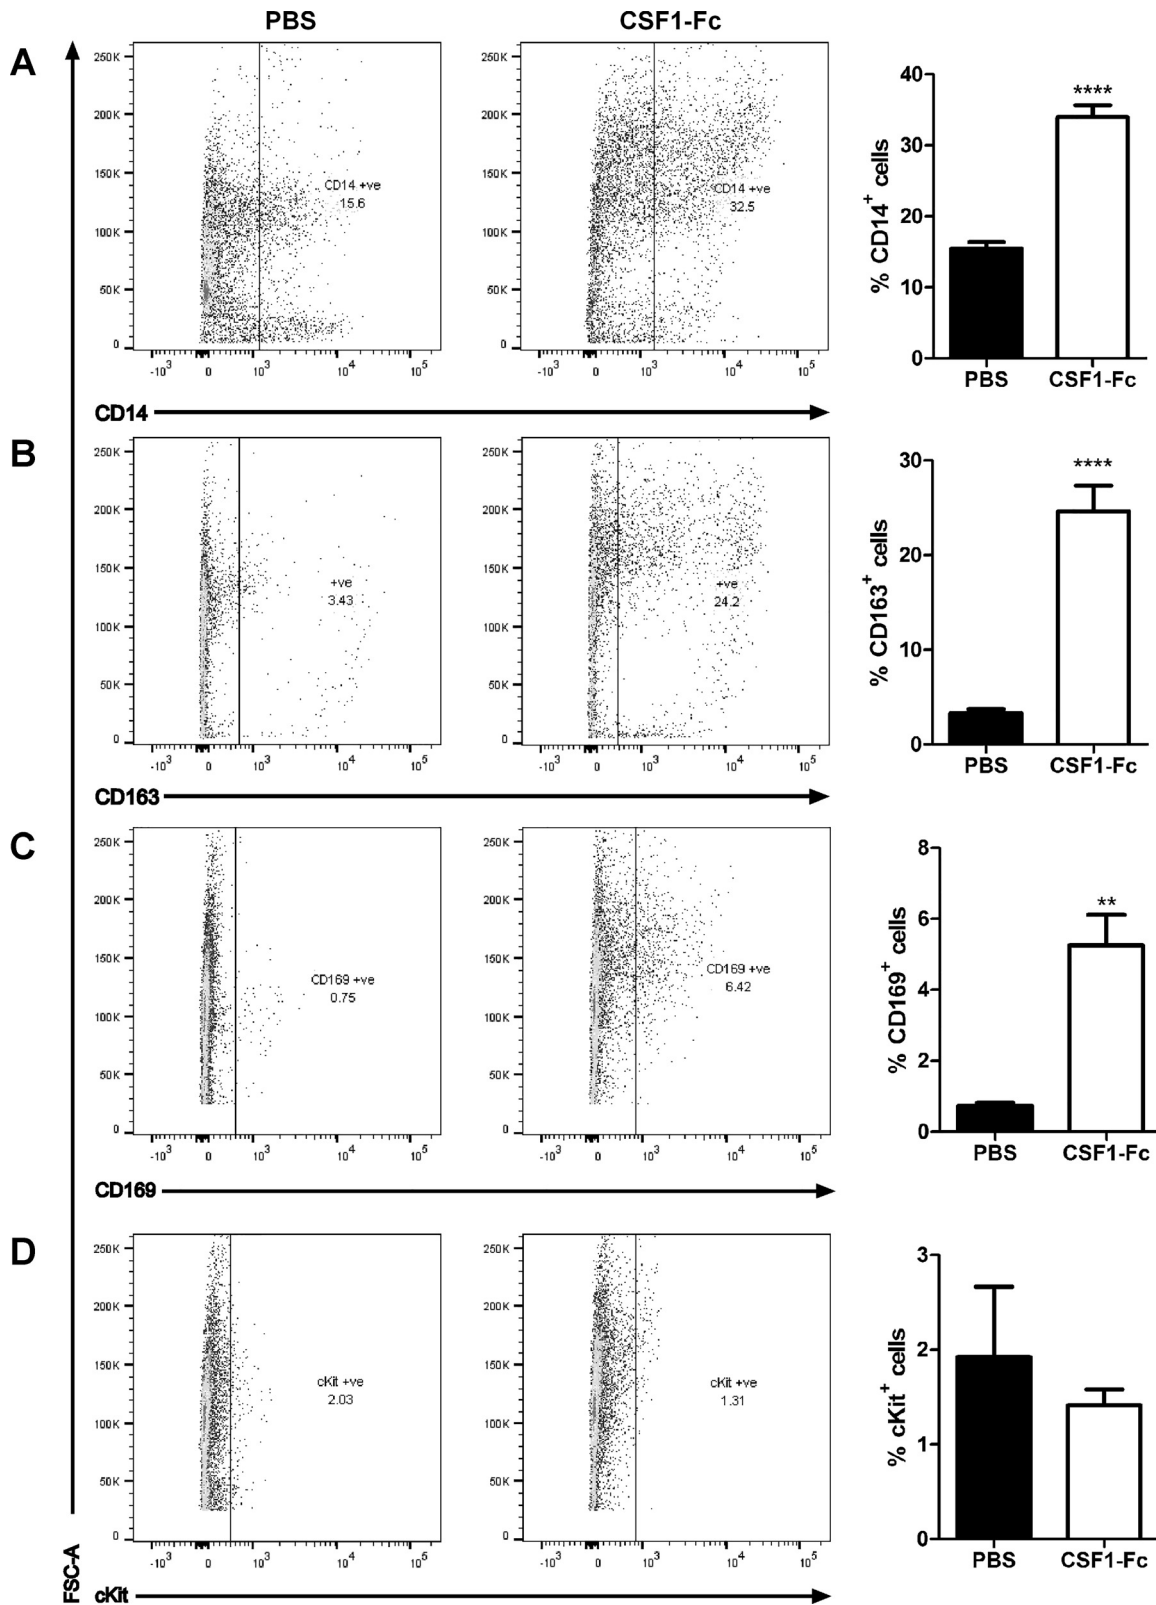 PBS
CSF1-Fc
A
250K
200K
150K
100K
50K
0
CD14 +ve
15.6
-10³
0
10³
10⁴
10⁵
250K
200K
150K
100K
50K
0
CD14 +ve
32.5
-10³
0
10³
10⁴
10⁵
CD14
% CD14⁺ cells
40
30
20
10
0
****
PBS
CSF1-Fc
B
250K
200K
150K
100K
50K
0
+ve
3.43
-10³
0
10³
10⁴
10⁵
250K
200K
150K
100K
50K
0
+ve
24.2
-10³
0
10³
10⁴
10⁵
CD163
% CD163⁺ cells
30
20
10
0
****
PBS
CSF1-Fc
C
250K
200K
150K
100K
50K
0
CD169 +ve
0.75
-10³
0
10³
10⁴
10⁵
250K
200K
150K
100K
50K
0
CD169 +ve
6.42
-10³
0
10³
10⁴
10⁵
CD169
% CD169⁺ cells
8
6
4
2
0
**
PBS
CSF1-Fc
D
250K
200K
150K
100K
50K
0
cKit +ve
2.03
-10³
0
10³
10⁴
10⁵
250K
200K
150K
100K
50K
0
cKit +ve
1.31
-10³
0
10³
10⁴
10⁵
cKit
FSC-A
% cKit⁺ cells
3
2
1
0
PBS
CSF1-Fc